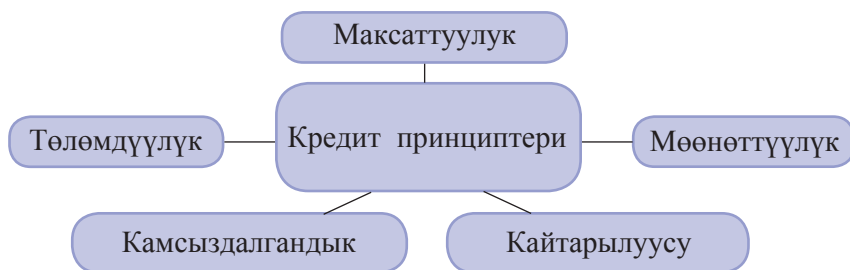 Максаттуулук
Төлөмдүүлүк
Кредит принциптери
Мөөнөттүүлүк
Камсыздалгандык
Кайтарылуусу